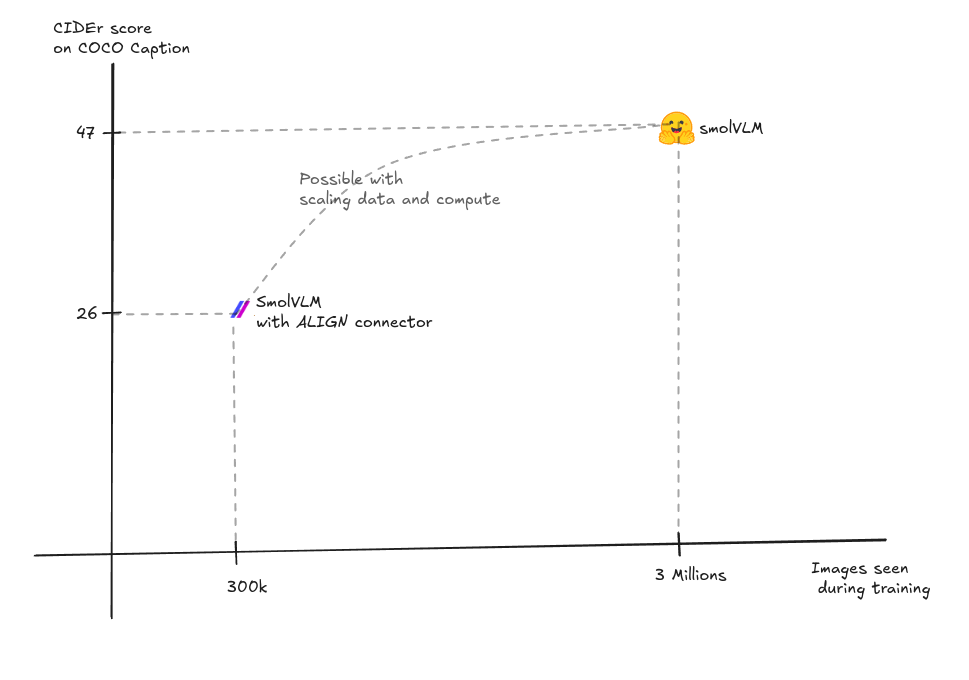 CIDEr score
on COCO Caption
47
smolVLM
Possible with
scaling data and compute
26
SmolVLM
with ALIGN connector
300k
3 Millions
Images seen
during training